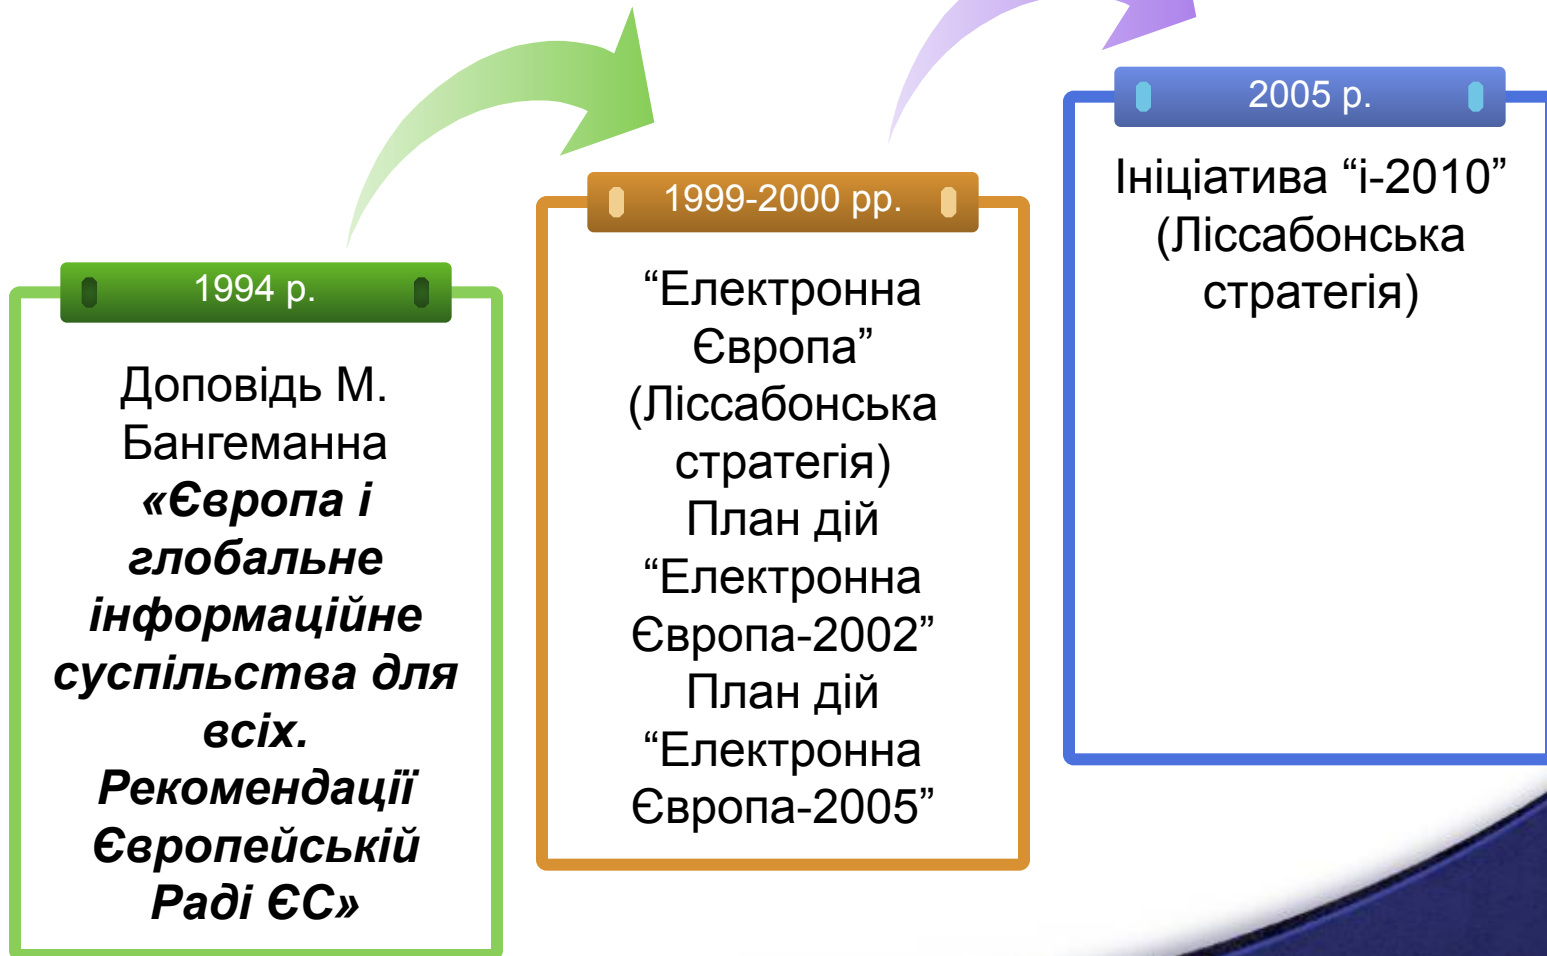 1994 р.
Доповідь М.
Бангеманна
«Європа і
глобальне
інформаційне
суспільства для
всіх.
Рекомендації
Європейській
Раді ЄС»
1999-2000 рр.
“Електронна
Європа”
(Ліссабонська
стратегія)
План дій
“Електронна
Європа-2002”
План дій
“Електронна
Європа-2005”
2005 р.
Ініціатива “і-2010”
(Ліссабонська
стратегія)